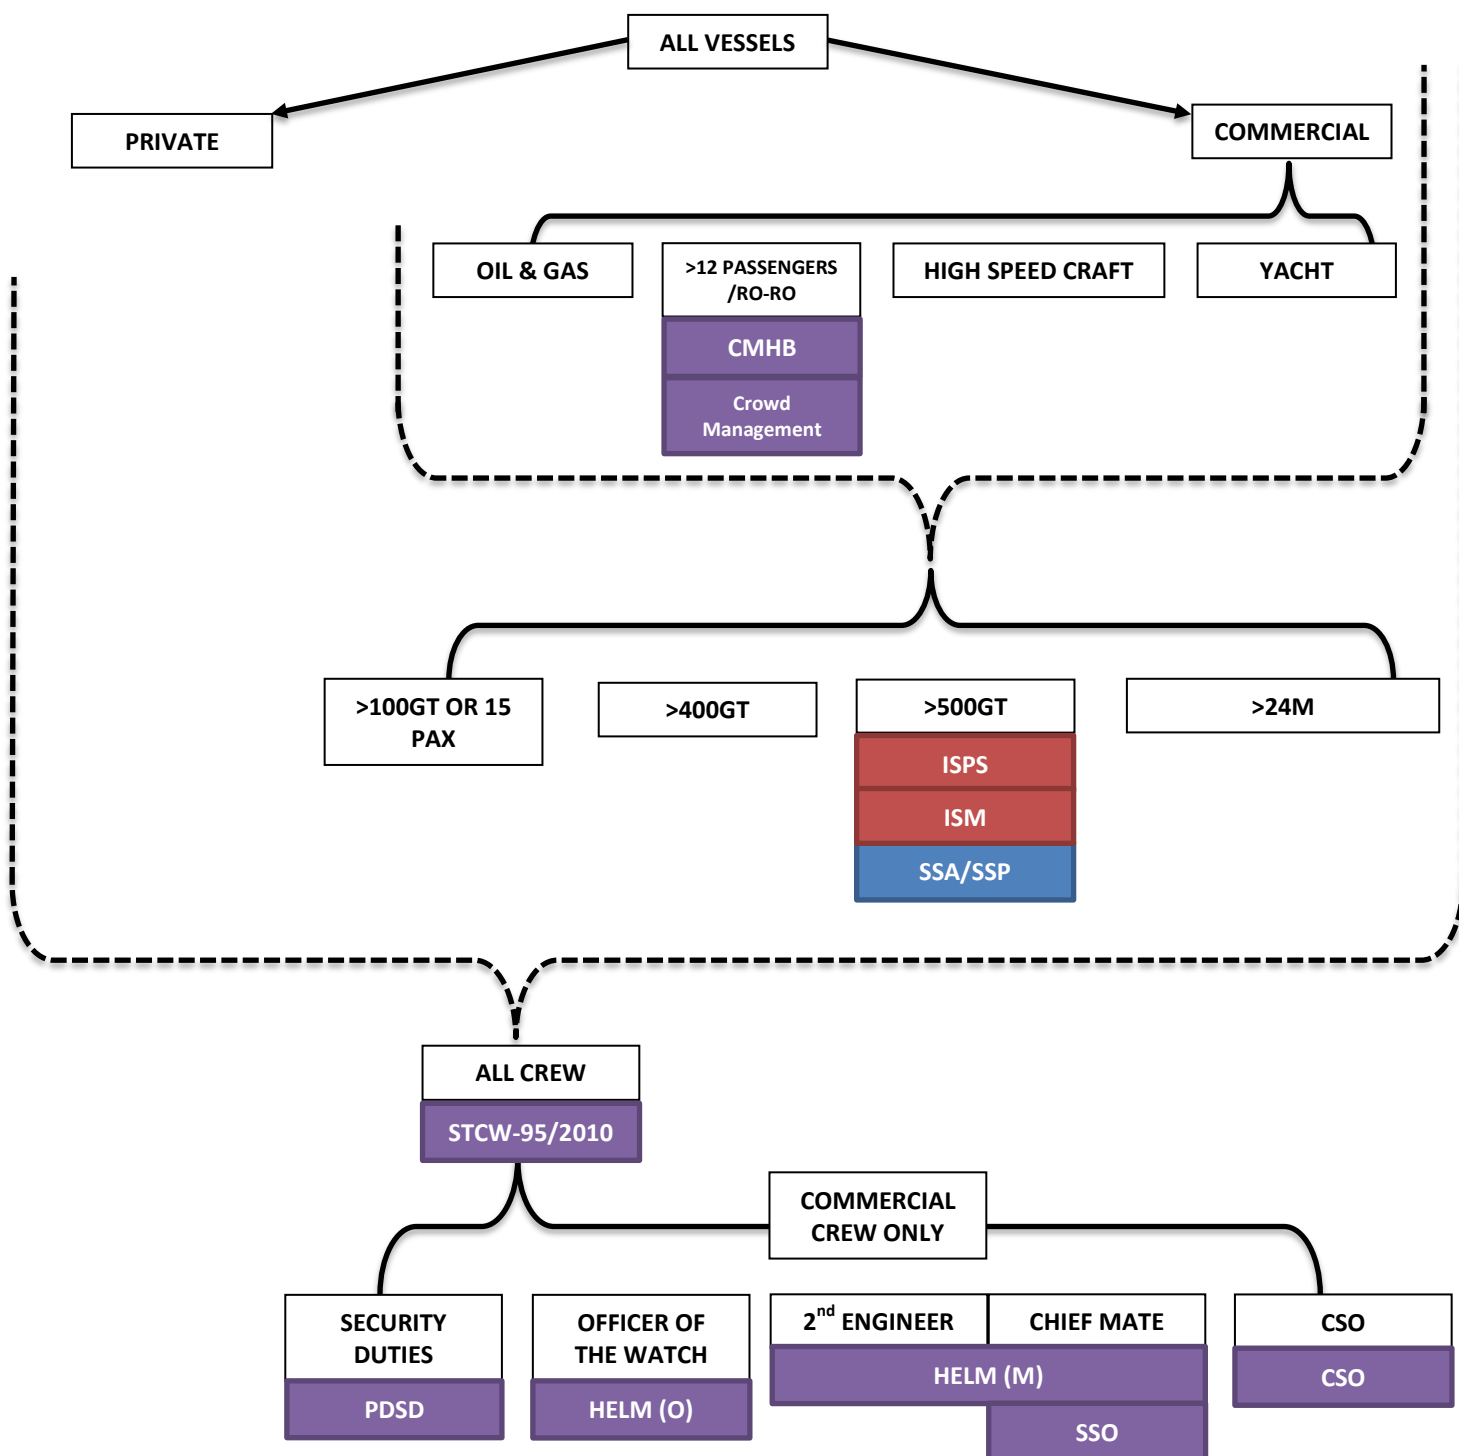 ALL VESSELS
PRIVATE
COMMERCIAL
OIL & GAS
>12 PASSENGERS
/RO-RO
HIGH SPEED CRAFT
YACHT
CMHB
Crowd
Management
>100GT OR 15
PAX
>400GT
>500GT
>24M
ISPS
ISM
SSA/SSP
ALL CREW
STCW-95/2010
COMMERCIAL
CREW ONLY
SECURITY
DUTIES
OFFICER OF
THE WATCH
2nd ENGINEER
CHIEF MATE
CSO
PDSD
HELM (O)
HELM (M)
CSO
SSO